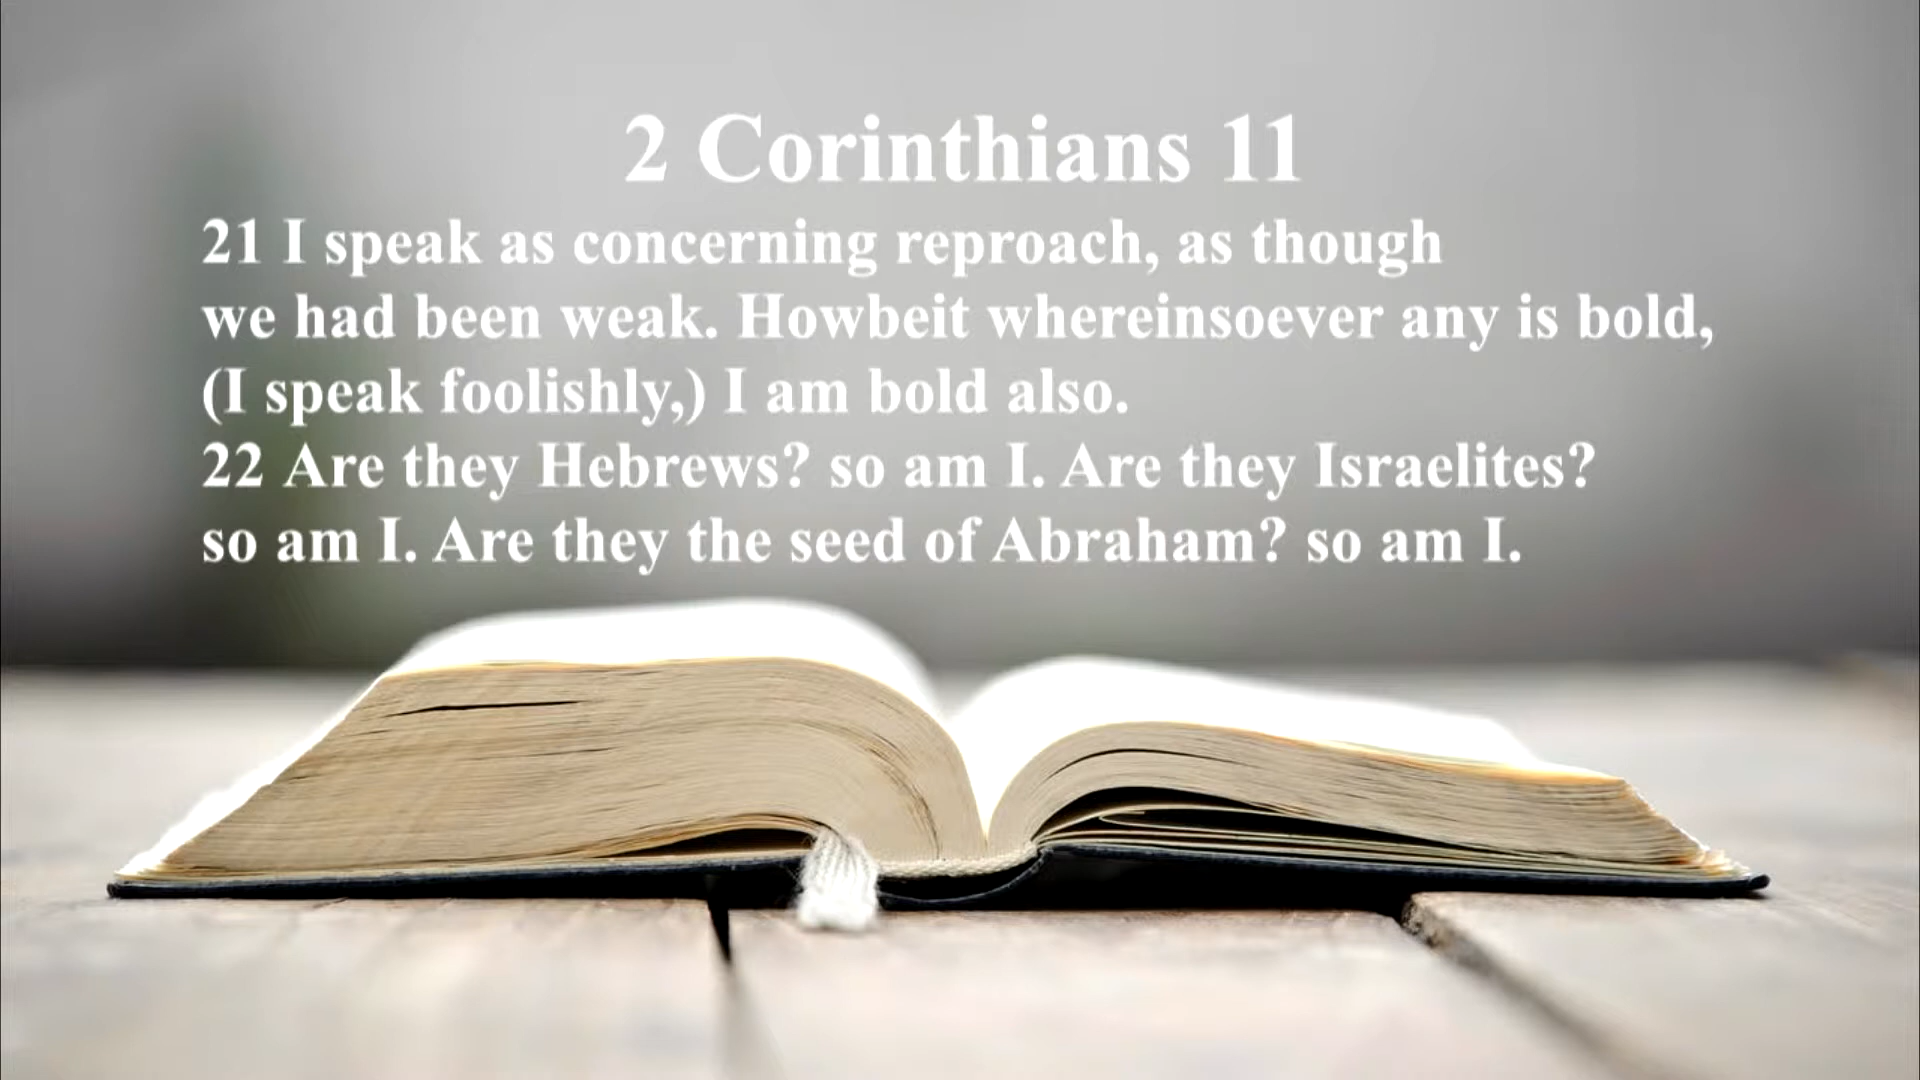 2 Corinthians 11
21 I speak as concerning reproach, as though
we had been weak. Howbeit whereinsoever any is bold,
(I speak foolishly,) I am bold also.
22 Are they Hebrews? so am I. Are they Israelites?
so am I. Are they the seed of Abraham? so am I.